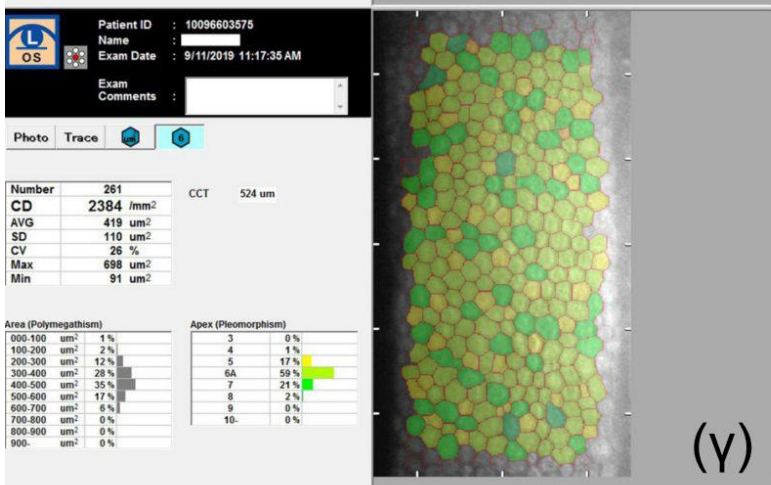 L
OS
Patient ID : 10096603575
Name :
Exam Date : 9/11/2019 11:17:35 AM
Exam Comments :
Photo Trace um 6
Number 261
CD 2384 /mm2
AVG 419 um2
SD 110 um2
CV 26 %
Max 698 um2
Min 91 um2
CCT 524 um
Area (Polymegathism)
000-100 um2 1 %
100-200 um2 2 %
200-300 um2 12 %
300-400 um2 28 %
400-500 um2 35 %
500-600 um2 17 %
600-700 um2 6 %
700-800 um2 0 %
800-900 um2 0 %
900- um2 0 %
Apex (Pleomorphism)
3 0 %
4 1 %
5 17 %
6A 59 %
7 21 %
8 2 %
9 0 %
10- 0 %
(γ)